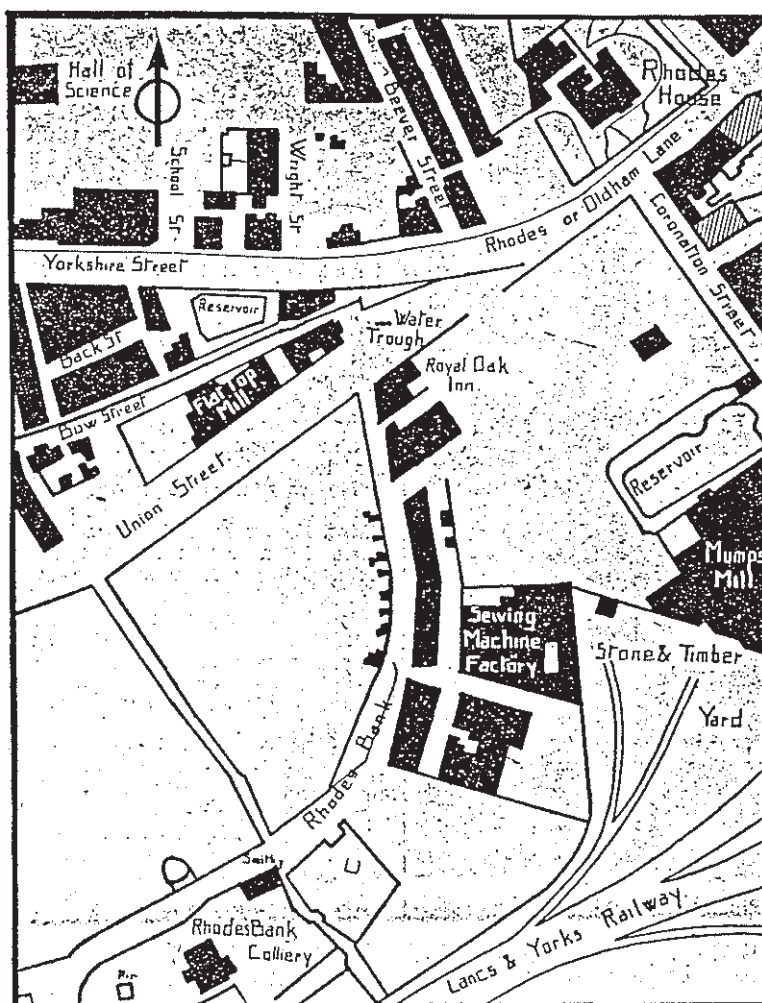 Hall of
Science
School St.
Wright St
Beever Street
Rhodes
House
Rhodes or Oldham Lane
Coronation Street
Yorkshire Street
Reservoir
Back St
Water
Trough
Royal Oak
Inn.
Flat Top
Mill.
Bow Street
Union Street
Reservoir
Mumps
Mill.
Sewing
Machine
Factory
Stone & Timber
Yard
Rhodes Bank
Smithy
Rhodes Bank
Colliery
Lancs & Yorks Railway